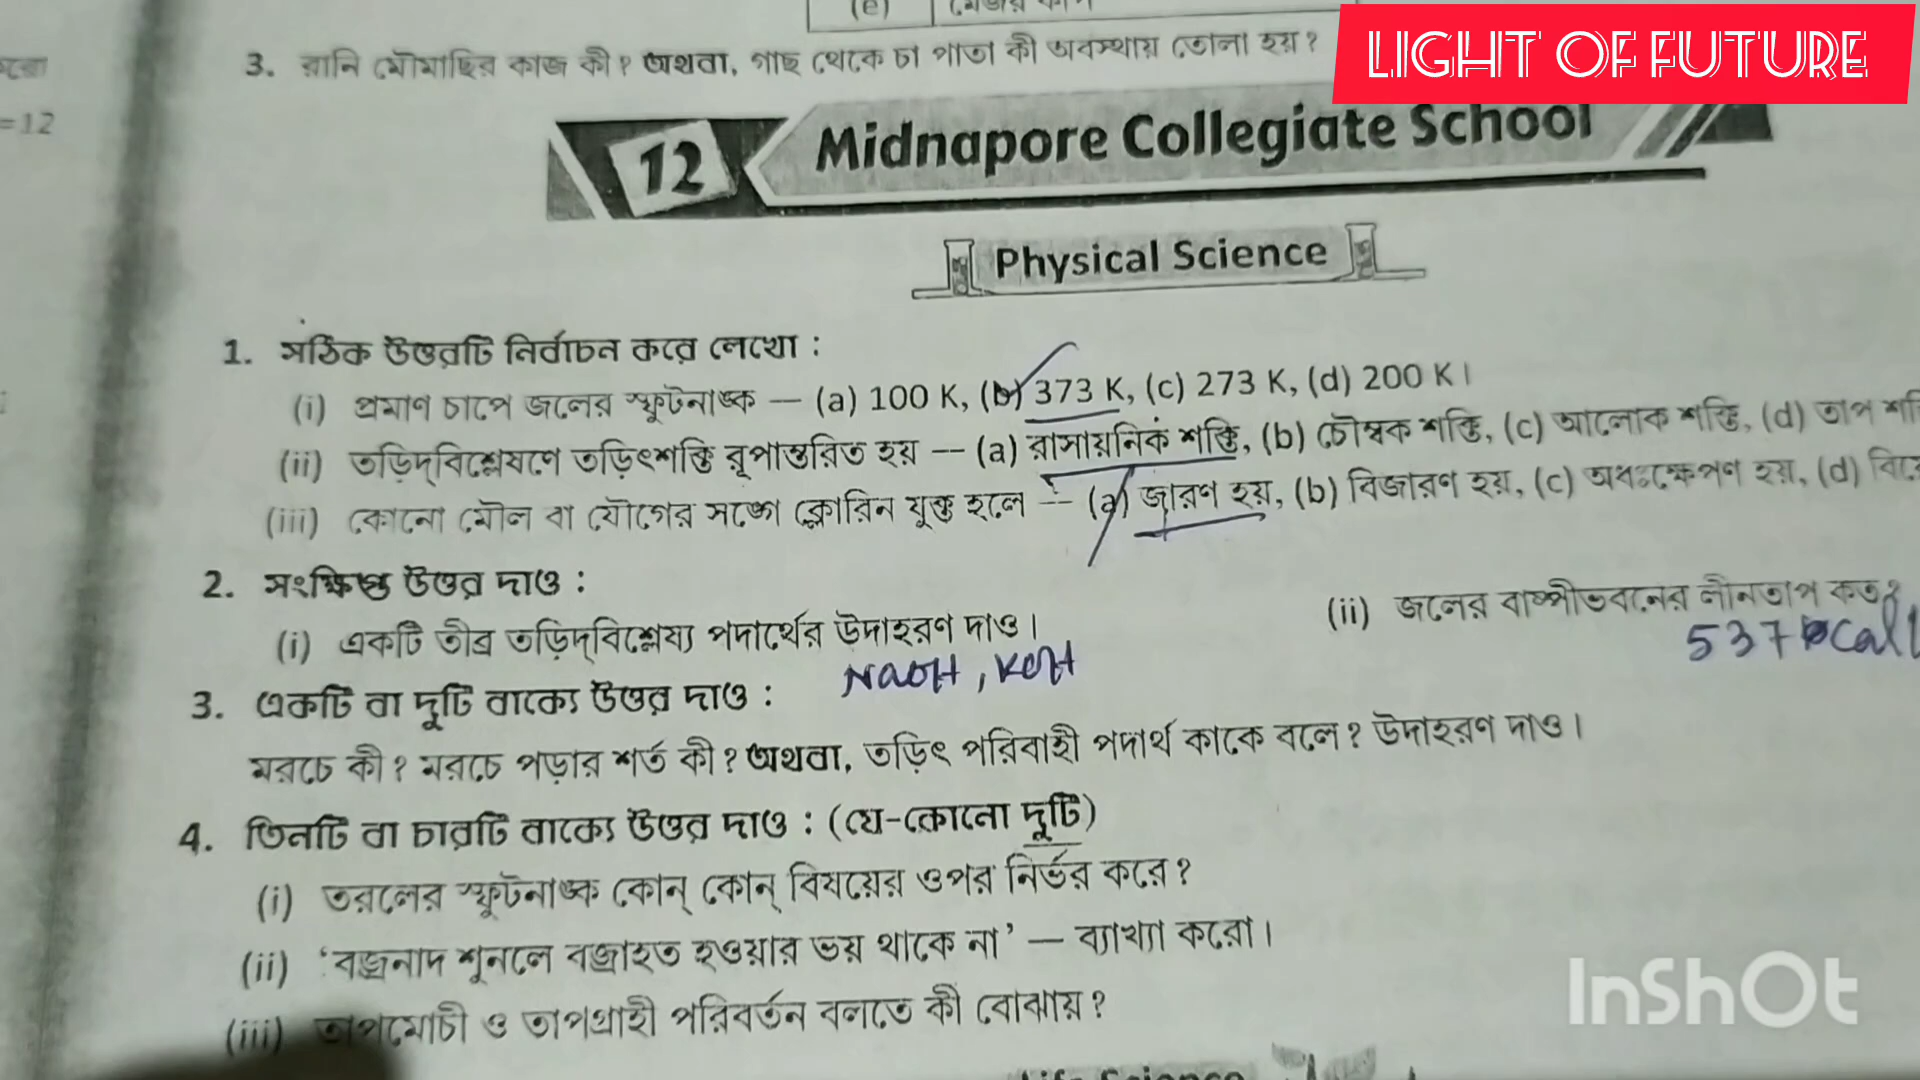 (e)
LIGHT OF FUTURE
3. রানি মৌমাছির কাজ কী? অথবা, গাছ থেকে চা পাতা কী অবস্থায় তোলা হয়?
=12
12 Midnapore Collegiate School
Physical Science
1. সঠিক উত্তরটি নির্বাচন করে লেখো :
(i) প্রমাণ চাপে জলের স্ফুটনাঙ্ক — (a) 100 K, (b) 373 K, (c) 273 K, (d) 200 K।
(ii) তড়িদ্‌বিশ্লেষণে তড়িৎশক্তি রূপান্তরিত হয় — (a) রাসায়নিক শক্তি, (b) চৌম্বক শক্তি, (c) আলোক শক্তি, (d) তাপ
(iii) কোনো মৌল বা যৌগের সঙ্গে ক্লোরিন যুক্ত হলে — (a) জারণ হয়, (b) বিজারণ হয়, (c) অধঃক্ষেপণ হয়, (d)
2. সংক্ষিপ্ত উত্তর দাও :
(i) একটি তীব্র তড়িদ্‌বিশ্লেষ্য পদার্থের উদাহরণ দাও। (ii) জলের বাষ্পীভবনের লীনতাপ কত?
NaOH, KOH 537
3. একটি বা দুটি বাক্যে উত্তর দাও :
মরচে কী? মরচে পড়ার শর্ত কী? অথবা, তড়িৎ পরিবাহী পদার্থ কাকে বলে? উদাহরণ দাও।
4. তিনটি বা চারটি বাক্যে উত্তর দাও : (যে-কোনো দুটি)
(i) তরলের স্ফুটনাঙ্ক কোন্ কোন্ বিষয়ের ওপর নির্ভর করে?
(ii) ‘বজ্রনাদ শুনলে বজ্রাহত হওয়ার ভয় থাকে না’ — ব্যাখ্যা করো।
(iii) তাপমোচী ও তাপগ্রাহী পরিবর্তন বলতে কী বোঝায়?
InShOt
Life Science